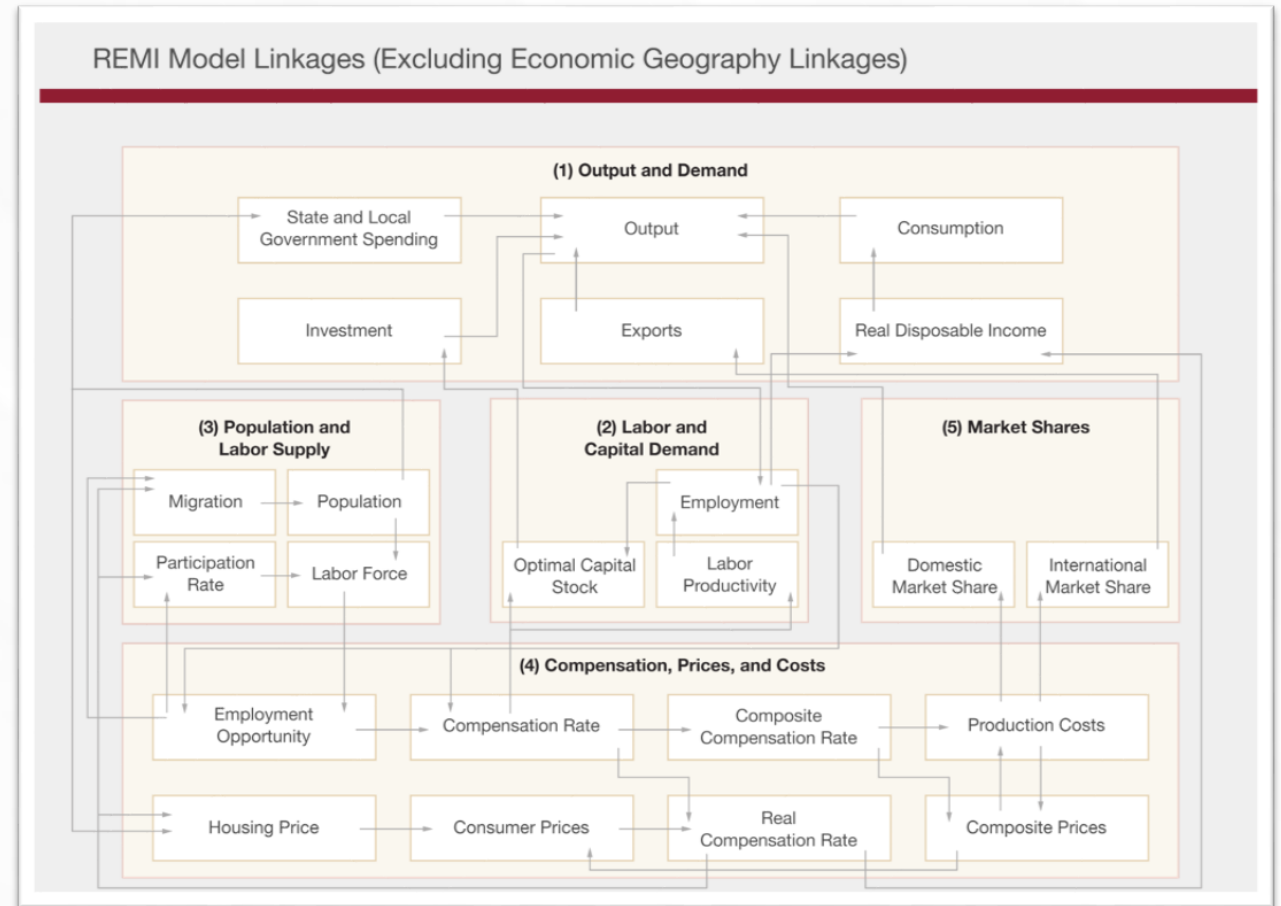 REMI Model Linkages (Excluding Economic Geography Linkages)
(1) Output and Demand
State and Local
Government Spending
Output
Consumption
Investment
Exports
Real Disposable Income
(3) Population and
Labor Supply
Migration
Population
Participation
Rate
Labor Force
(2) Labor and
Capital Demand
Employment
Optimal Capital
Stock
Labor
Productivity
(5) Market Shares
Domestic
Market Share
International
Market Share
(4) Compensation, Prices, and Costs
Employment
Opportunity
Compensation Rate
Composite
Compensation Rate
Production Costs
Housing Price
Consumer Prices
Real
Compensation Rate
Composite Prices